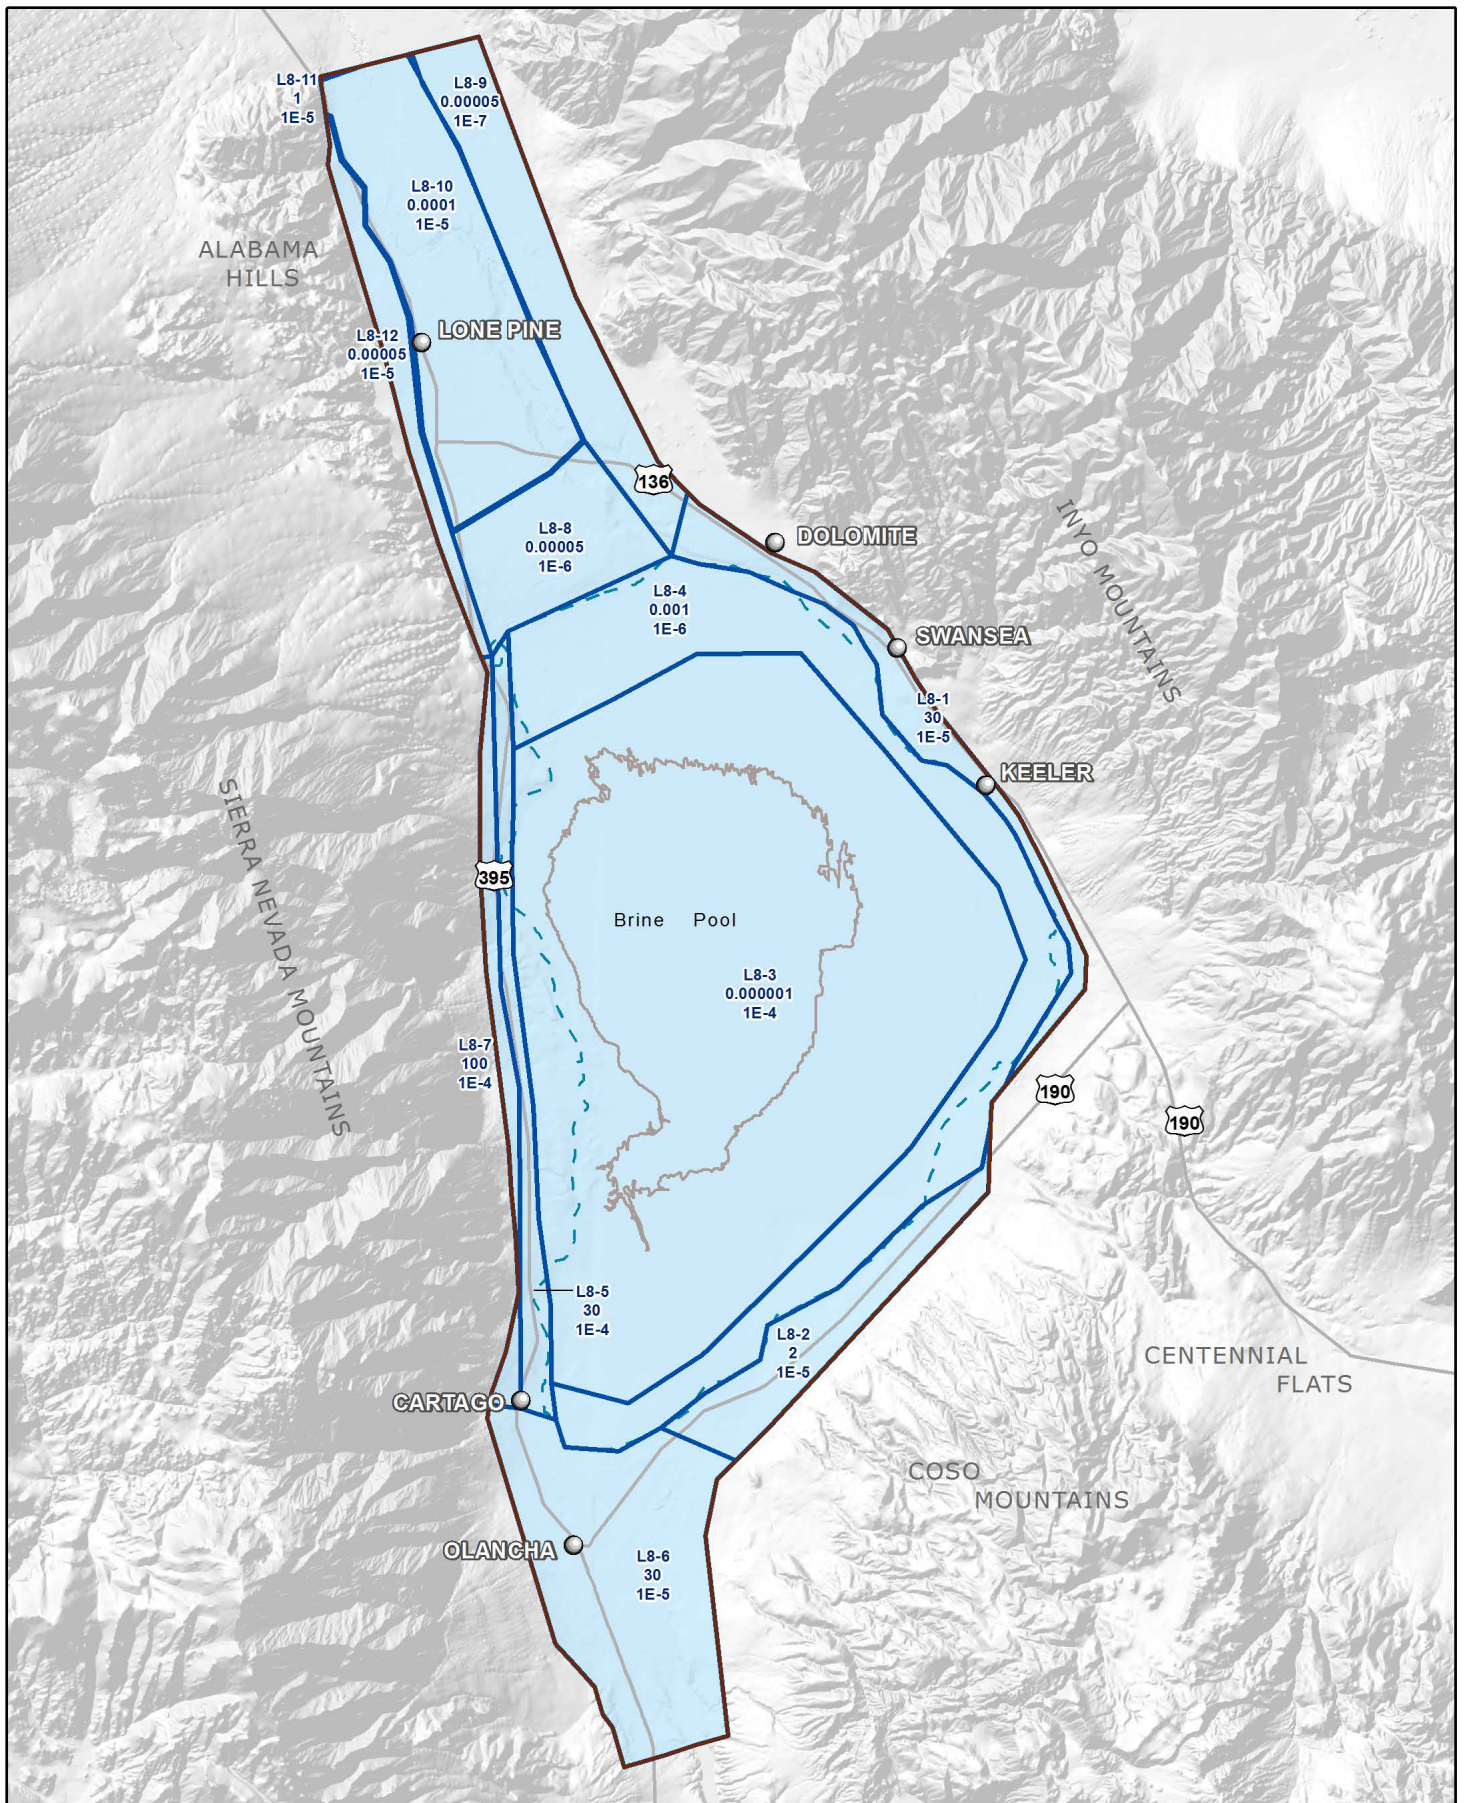 L8-11
1
1E-5
L8-9
0.00005
1E-7
L8-10
0.0001
1E-5
ALABAMA
HILLS
L8-12
0.00005
1E-5
LONE PINE
136
L8-8
0.00005
1E-6
DOLOMITE
L8-4
0.001
1E-6
SWANSEA
INYO MOUNTAINS
L8-1
30
1E-5
KEELER
SIERRA NEVADA MOUNTAINS
395
Brine Pool
L8-3
0.000001
1E-4
L8-7
100
1E-4
190
190
L8-5
30
1E-4
L8-2
2
1E-5
CENTENNIAL
FLATS
CARTAGO
COSO
MOUNTAINS
OLANCHA
L8-6
30
1E-5